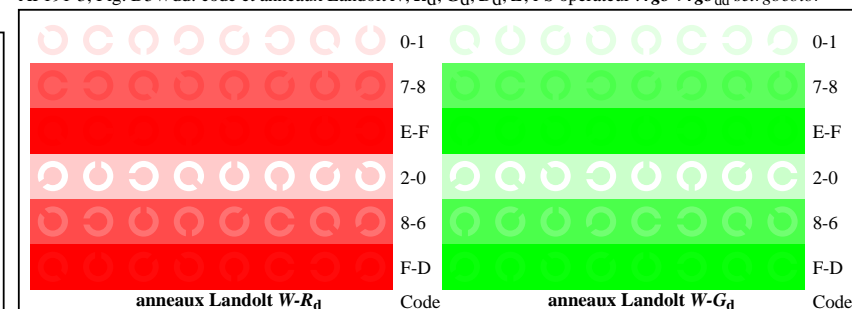 0-1 0-1
7-8 7-8
E-F E-F
2-0 2-0
8-6 8-6
F-D F-D
anneaux Landolt W-Rd Code anneaux Landolt W-Gd Code